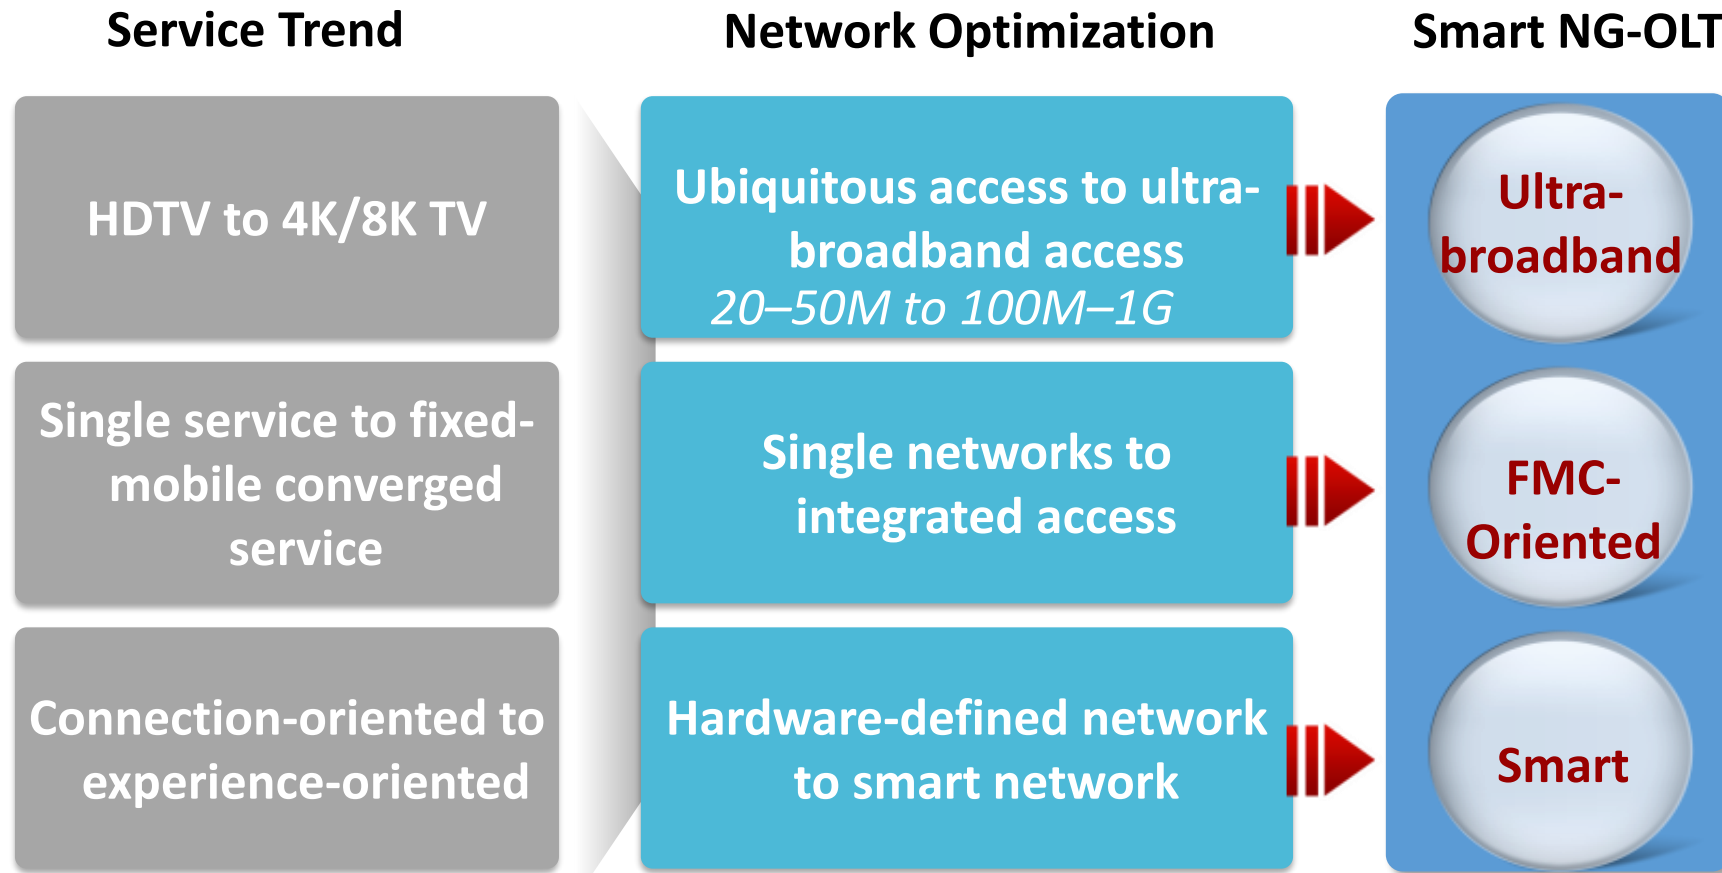 Service Trend
Network Optimization
Smart NG-OLT
HDTV to 4K/8K TV
Ubiquitous access to ultra-
broadband access
20–50M to 100M–1G
Ultra-
broadband
Single service to fixed-
mobile converged
service
Single networks to
integrated access
FMC-
Oriented
Connection-oriented to
experience-oriented
Hardware-defined network
to smart network
Smart